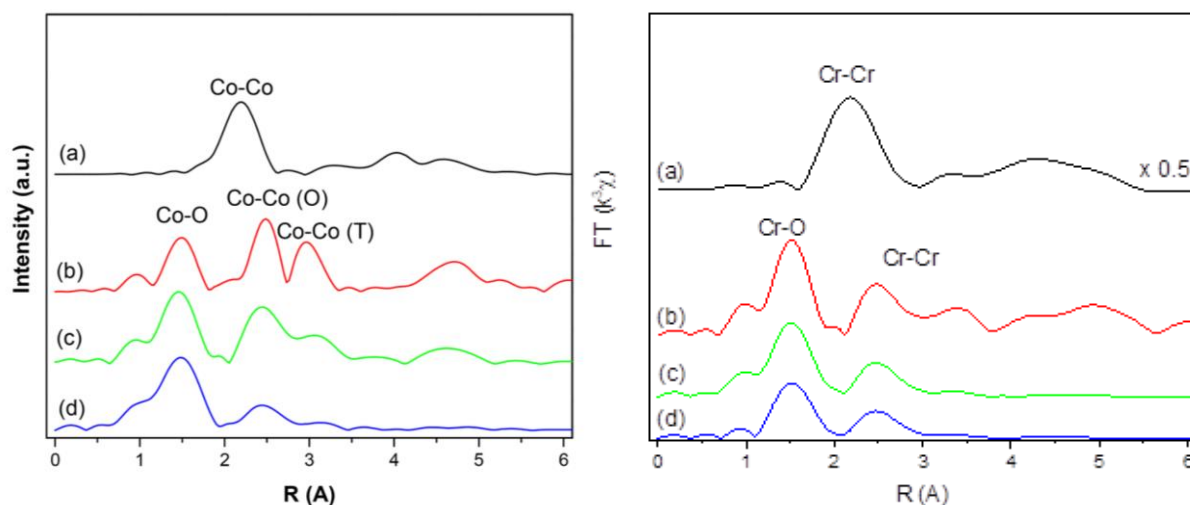 Co-Co
(a)
Co-Co (O)
Co-O
Co-Co (T)
(b)
(c)
(d)
0 1 2 3 4 5 6
R (A)
Intensity (a.u.)
Cr-Cr
(a)
x 0.5
Cr-O
Cr-Cr
(b)
(c)
(d)
0 1 2 3 4 5 6
R (A)
FT (k³χ)